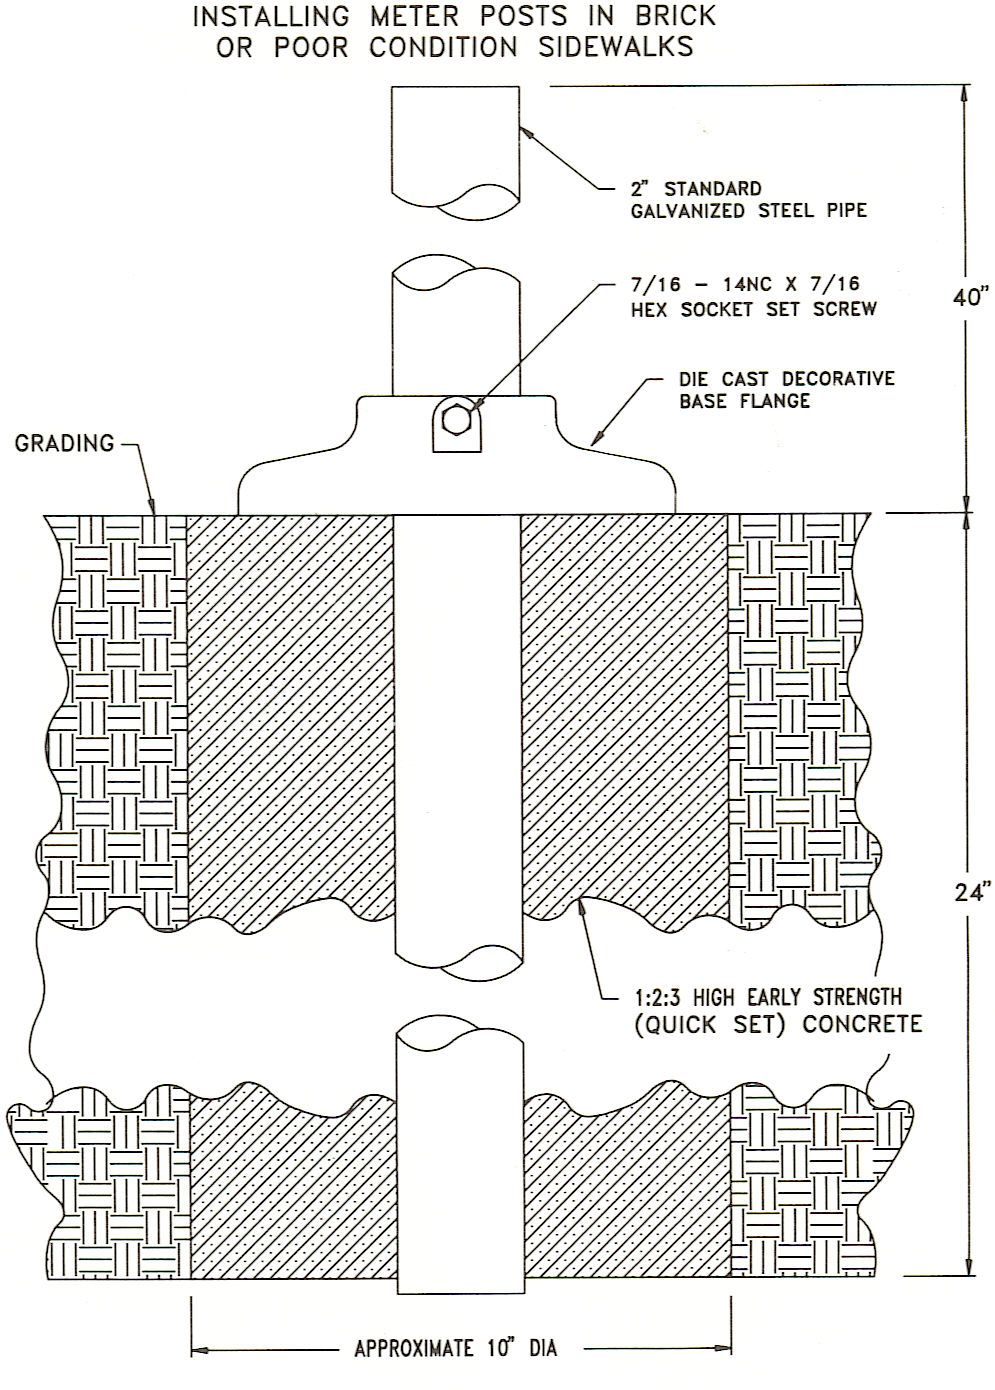 INSTALLING METER POSTS IN BRICK
OR POOR CONDITION SIDEWALKS
2" STANDARD
GALVANIZED STEEL PIPE
7/16 - 14NC X 7/16
HEX SOCKET SET SCREW
40"
DIE CAST DECORATIVE
BASE FLANGE
GRADING
24"
1:2:3 HIGH EARLY STRENGTH
(QUICK SET) CONCRETE
APPROXIMATE 10" DIA